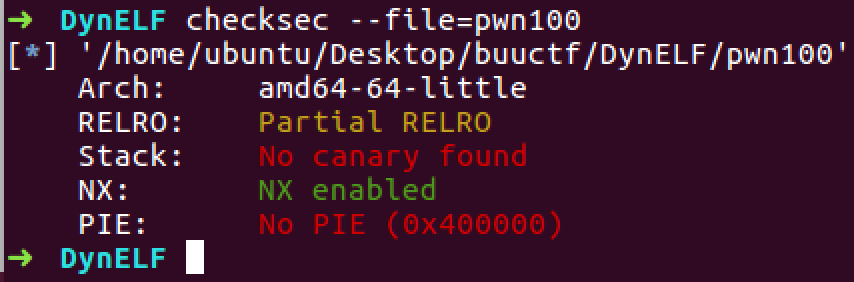 ➜ DynELF checksec --file=pwn100
[*] '/home/ubuntu/Desktop/buuctf/DynELF/pwn100'
Arch: amd64-64-little
RELRO: Partial RELRO
Stack: No canary found
NX: NX enabled
PIE: No PIE (0x400000)
➜ DynELF